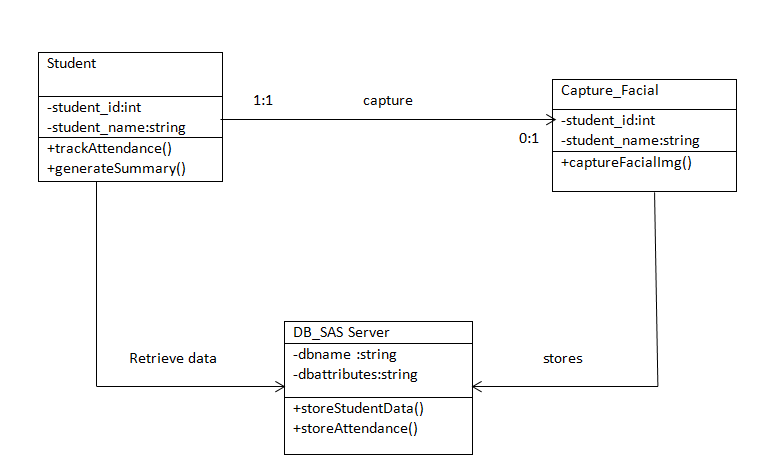 Student
-student_id:int
-student_name:string
+trackAttendance()
+generateSummary()
1:1
capture
0:1
Capture_Facial
-student_id:int
-student_name:string
+captureFacialImg()
Retrieve data
DB_SAS Server
-dbname :string
-dbattributes:string
+storeStudentData()
+storeAttendance()
stores